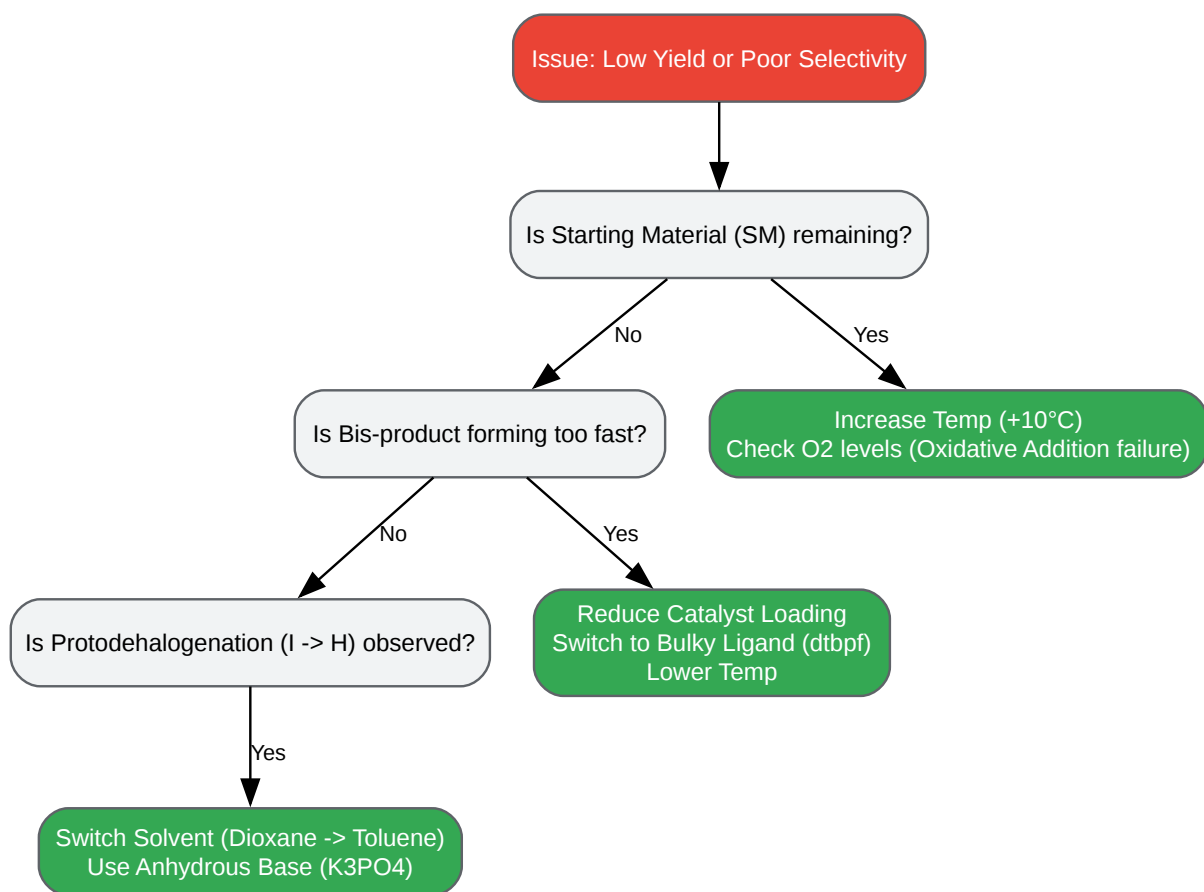 Issue: Low Yield or Poor Selectivity
Is Starting Material (SM) remaining?
No
Yes
Is Bis-product forming too fast?
Increase Temp (+10°C)
Check O2 levels (Oxidative Addition failure)
No
Yes
Is Protodehalogenation (I -> H) observed?
Reduce Catalyst Loading
Switch to Bulky Ligand (dtbpf)
Lower Temp
Yes
Switch Solvent (Dioxane -> Toluene)
Use Anhydrous Base (K3PO4)